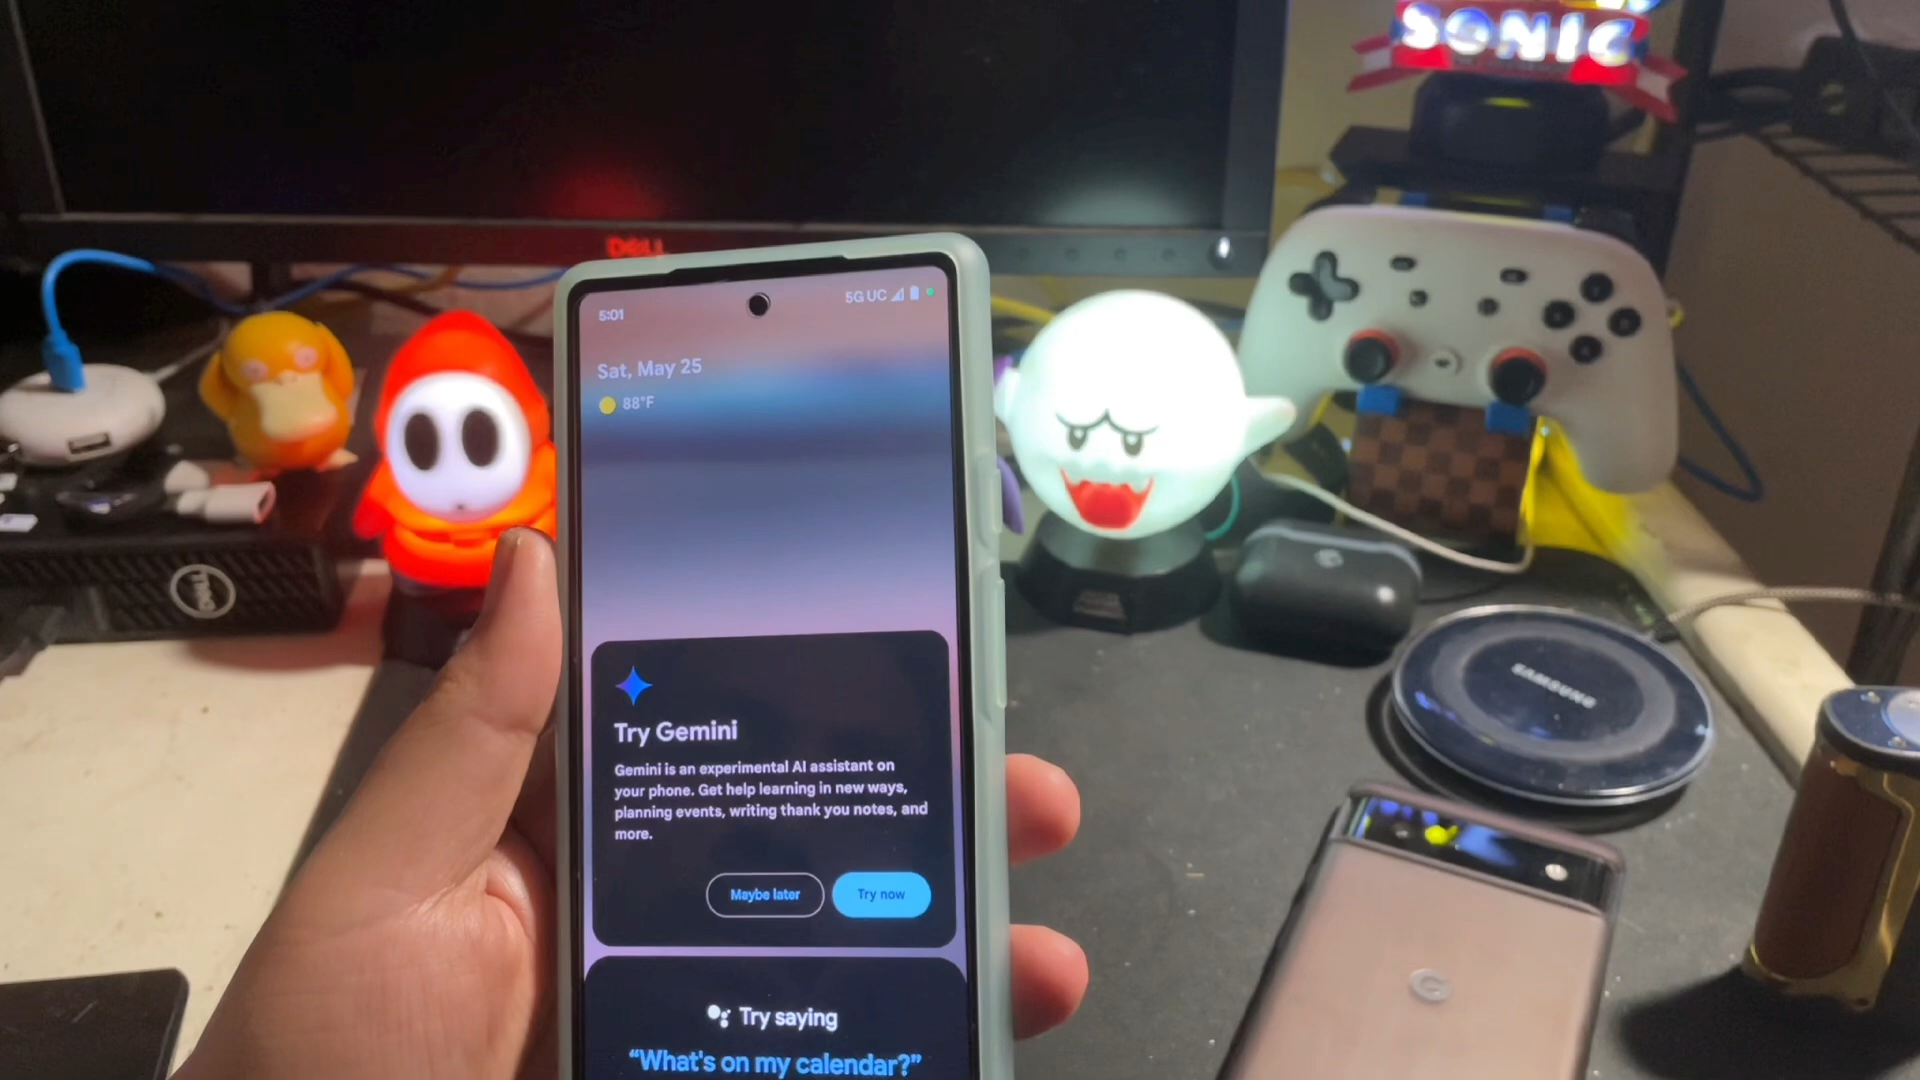 SONIC
DELL
5:01
5G UC
Sat, May 25
88°F
DELL
Try Gemini
Gemini is an experimental AI assistant on
your phone. Get help learning in new ways,
planning events, writing thank you notes, and
more.
Maybe later
Try now
SAMSUNG
G
Try saying
“What's on my calendar?”